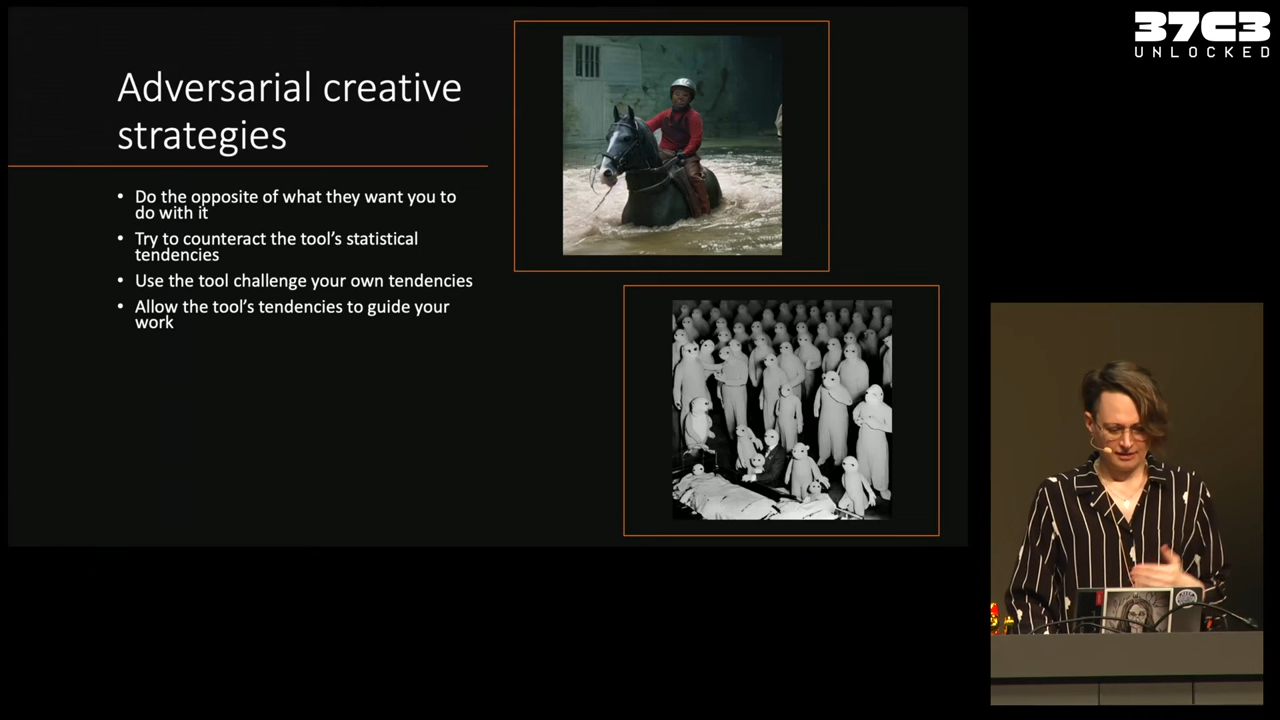 37C3
UNLOCKED
Adversarial creative
strategies
• Do the opposite of what they want you to
do with it
• Try to counteract the tool's statistical
tendencies
• Use the tool challenge your own tendencies
• Allow the tool's tendencies to guide your
work